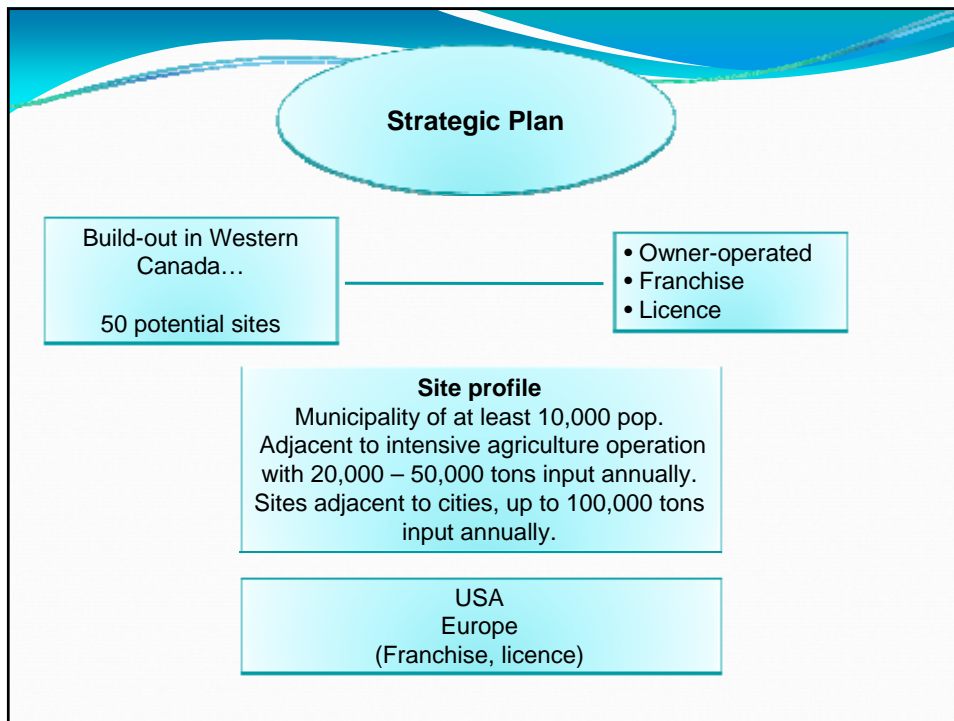 Strategic Plan
Build-out in Western
Canada…
50 potential sites
• Owner-operated
• Franchise
• Licence
Site profile
Municipality of at least 10,000 pop.
Adjacent to intensive agriculture operation
with 20,000 – 50,000 tons input annually.
Sites adjacent to cities, up to 100,000 tons
input annually.
USA
Europe
(Franchise, licence)